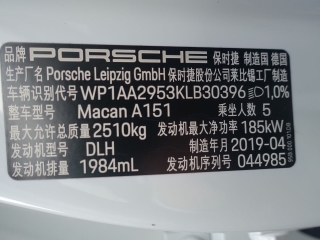 品牌 PORSCHE 保时捷 制造国 德国
生产厂名 Porsche Leipzig GmbH 保时捷股份公司莱比锡工厂制造
车辆识别代号 WP1AA2953KLB30396 1,0%
整车型号 Macan A151 乘坐人数 5
最大允许总质量 2510kg 发动机最大净功率 185kW
发动机型号 DLH 制造年月 2019-04
发动机排量 1984mL 发动机序列号 044985